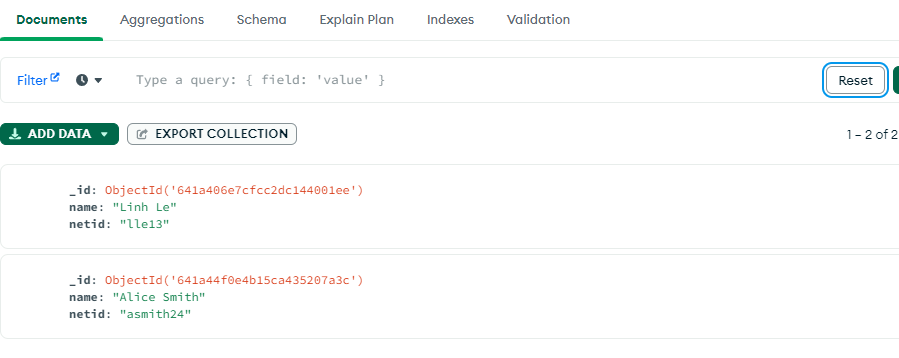 Documents Aggregations Schema Explain Plan Indexes Validation
Filter Type a query: { field: 'value' } Reset
ADD DATA EXPORT COLLECTION 1 – 2 of 2
_id: ObjectId('641a406e7cfcc2dc144001ee')
name: "Linh Le"
netid: "lle13"
_id: ObjectId('641a44f0e4b15ca435207a3c')
name: "Alice Smith"
netid: "asmith24"